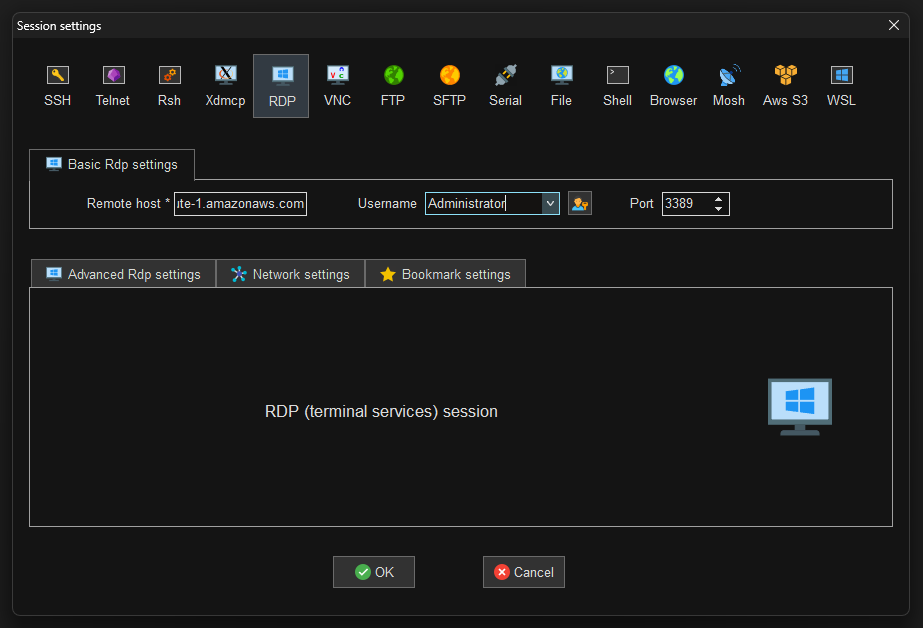 Session settings
SSH Telnet Rsh Xdmcp RDP VNC FTP SFTP Serial File Shell Browser Mosh Aws S3 WSL
Basic Rdp settings
Remote host * te-1.amazonaws.com Username Administrator Port 3389
Advanced Rdp settings Network settings Bookmark settings
RDP (terminal services) session
OK Cancel